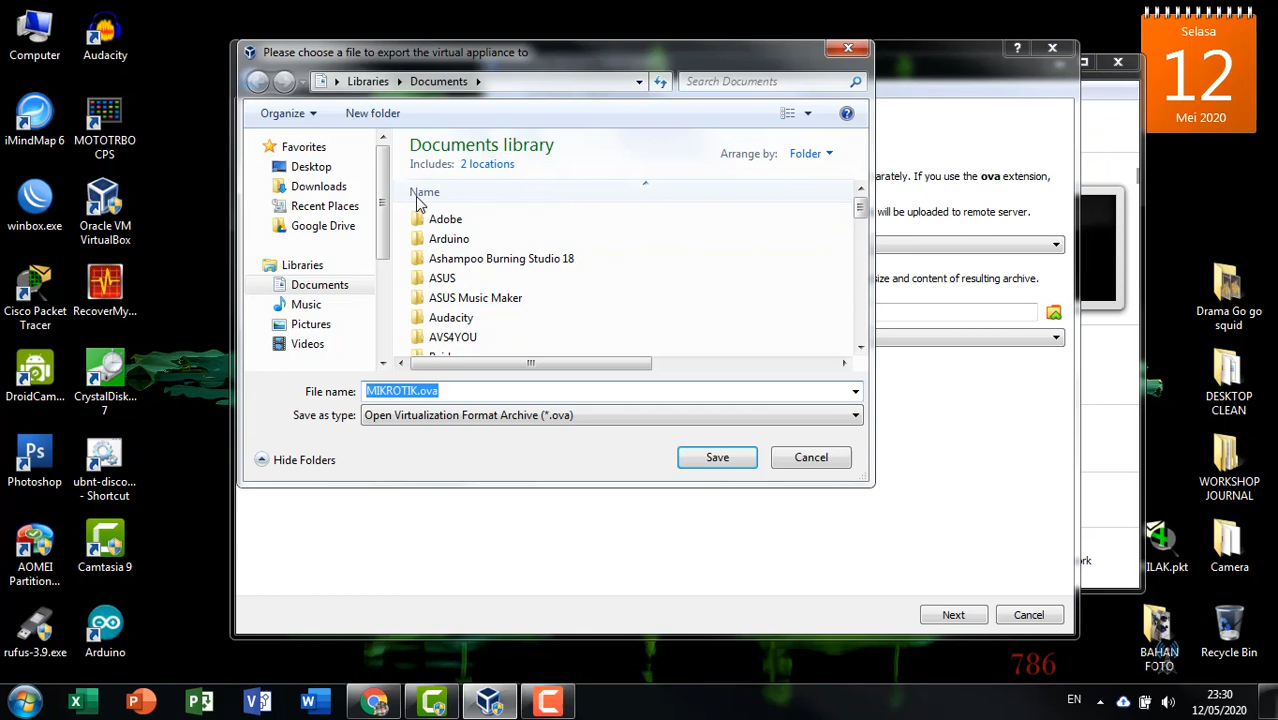 Computer
Audacity
iMindMap 6
MOTOTRBO
CPS
winbox.exe
Oracle VM
VirtualBox
Cisco Packet
Tracer
RecoverMy...
DroidCam...
CrystalDisk...
7
Photoshop
ubnt-disco...
- Shortcut
AOMEI
Partition...
Camtasia 9
rufus-3.9.exe
Arduino
Please choose a file to export the virtual appliance to
Libraries
Documents
Search Documents
Organize
New folder
Favorites
Desktop
Downloads
Recent Places
Google Drive
Libraries
Documents
Music
Pictures
Videos
Documents library
Includes: 2 locations
Arrange by: Folder
Name
Adobe
Arduino
Ashampoo Burning Studio 18
ASUS
ASUS Music Maker
Audacity
AVS4YOU
File name: MIKROTIK.ova
Save as type: Open Virtualization Format Archive (*.ova)
Hide Folders
Save
Cancel
arately. If you use the ova extension,
will be uploaded to remote server.
size and content of resulting archive.
Next
Cancel
Selasa
12
Mei 2020
Drama Go go
squid
DESKTOP
CLEAN
WORKSHOP
JOURNAL
ILAK.pkt
Camera
BAHAN
FOTO
Recycle Bin
786
EN
23:30
12/05/2020